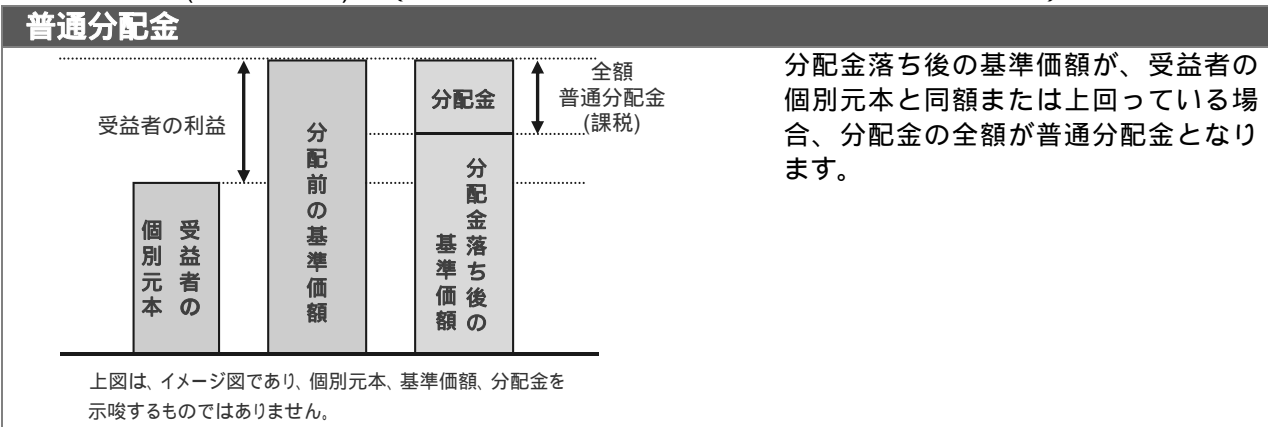 普通分配金
受益者の利益
分配前の基準価額
分配金
全額
普通分配金
(課税)
受益者の
個別元本
分配金落ち後の
基準価額
上図は、イメージ図であり、個別元本、基準価額、分配金を
示唆するものではありません。
分配金落ち後の基準価額が、受益者の
個別元本と同額または上回っている場
合、分配金の全額が普通分配金となり
ます。